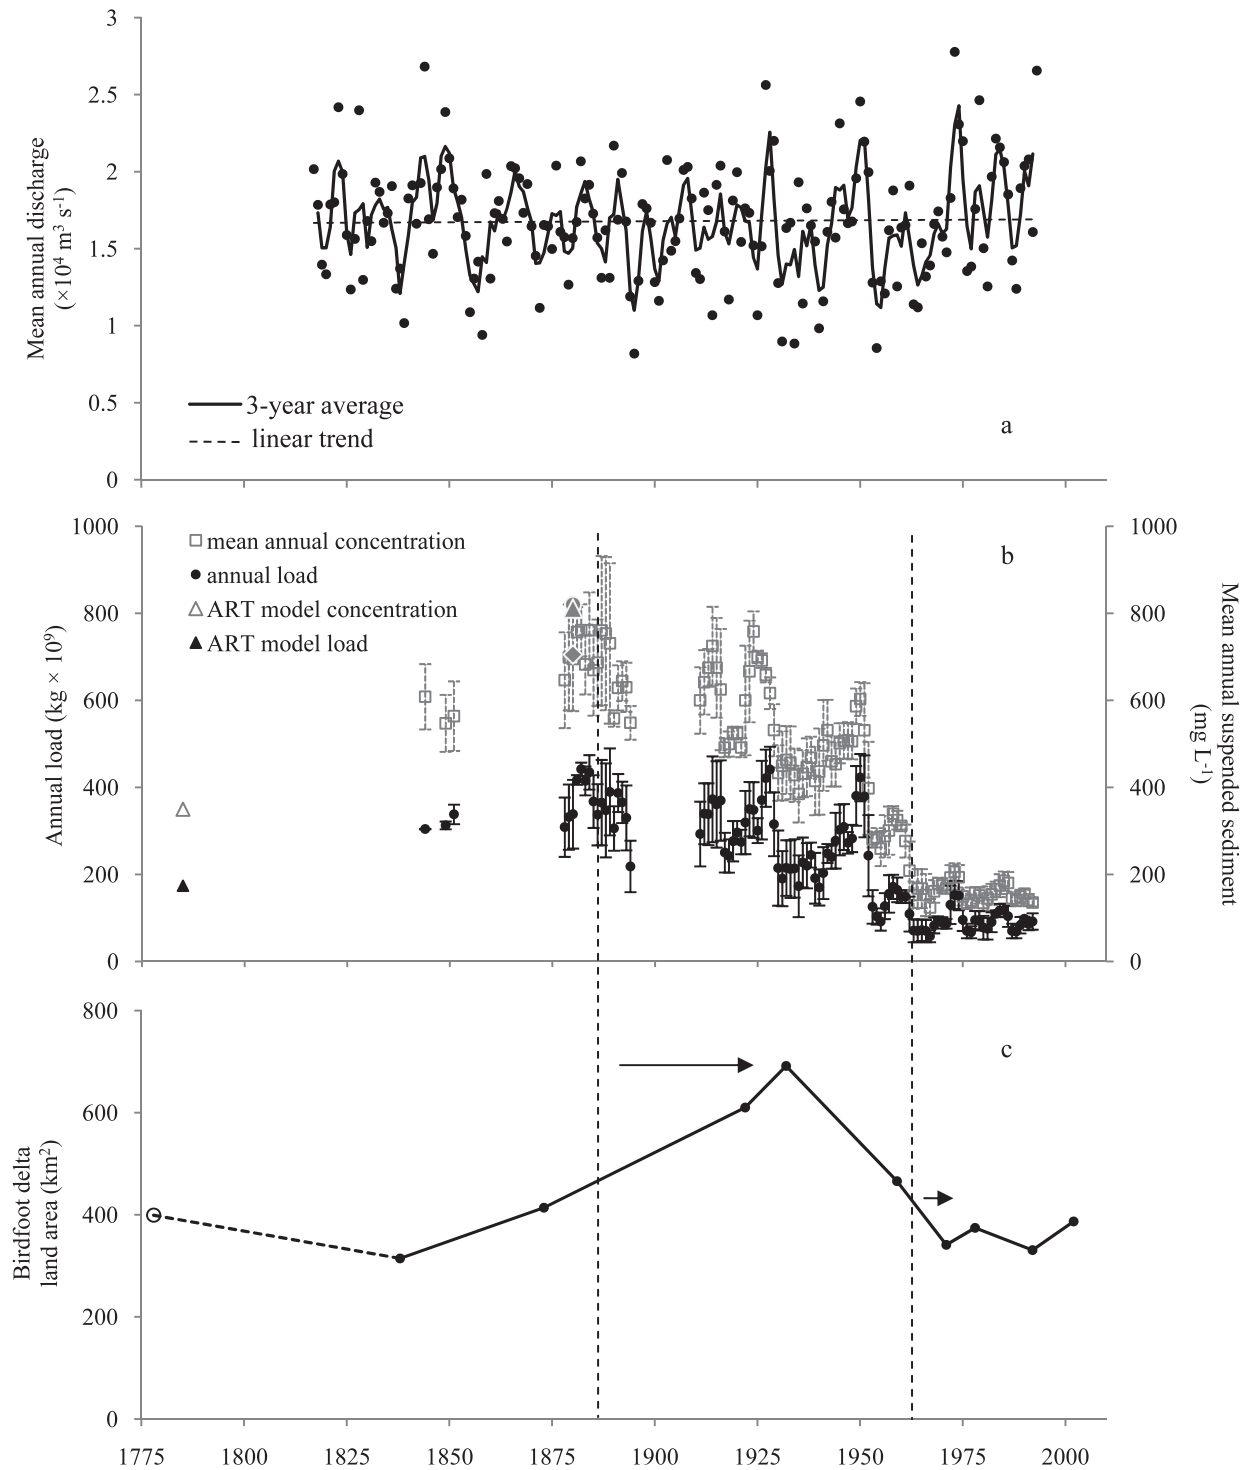 3
2.5
2
1.5
1
0.5
0
Mean annual discharge
(×10⁴ m³ s⁻¹)
3-year average
linear trend
a
1000
800
600
400
200
0
Annual load (kg × 10⁹)
mean annual concentration
annual load
ART model concentration
ART model load
b
1000
800
600
400
200
0
Mean annual suspended sediment
(mg L⁻¹)
800
600
400
200
0
Birdfoot delta
land area (km²)
c
1775 1800 1825 1850 1875 1900 1925 1950 1975 2000